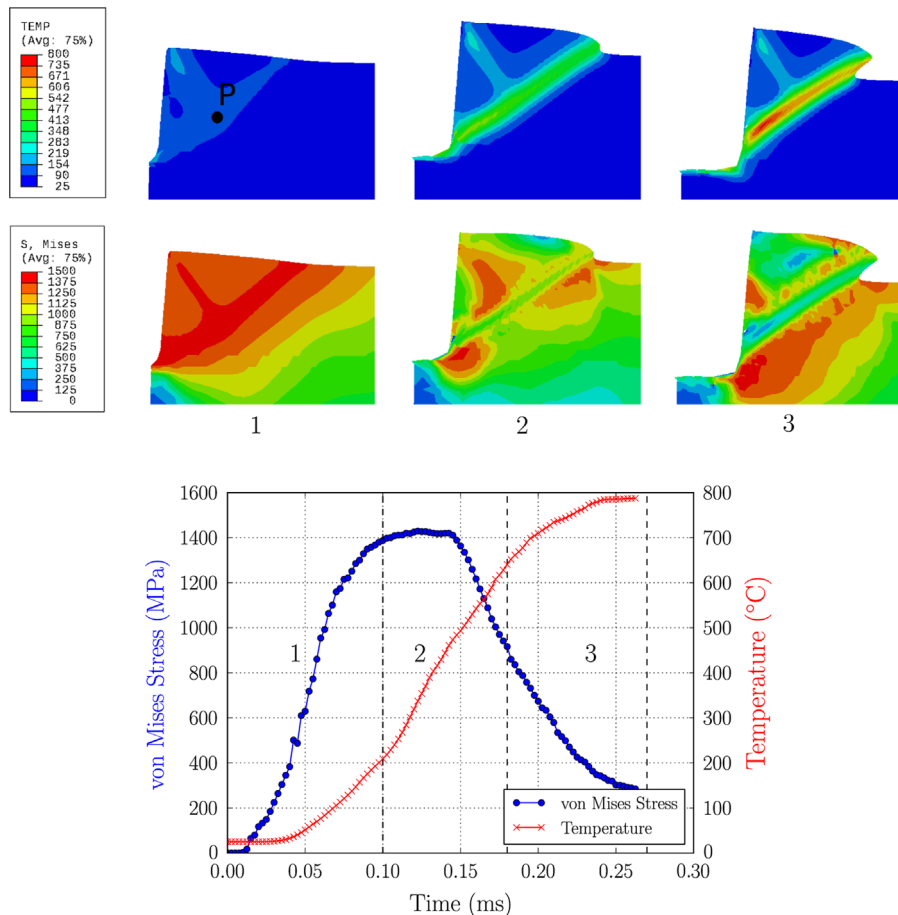 TEMP
(Avg: 75%)
800
735
671
606
542
477
413
348
283
219
154
90
25
P
S, Mises
(Avg: 75%)
1500
1375
1250
1125
1000
875
750
625
500
375
250
125
0
1 2 3
1600 800
1400 700
1200 600
1000 500
800 400
600 300
400 200
200 100
0 0
1 2 3
von Mises Stress (MPa)
Temperature (°C)
von Mises Stress
Temperature
0.00 0.05 0.10 0.15 0.20 0.25 0.30
Time (ms)